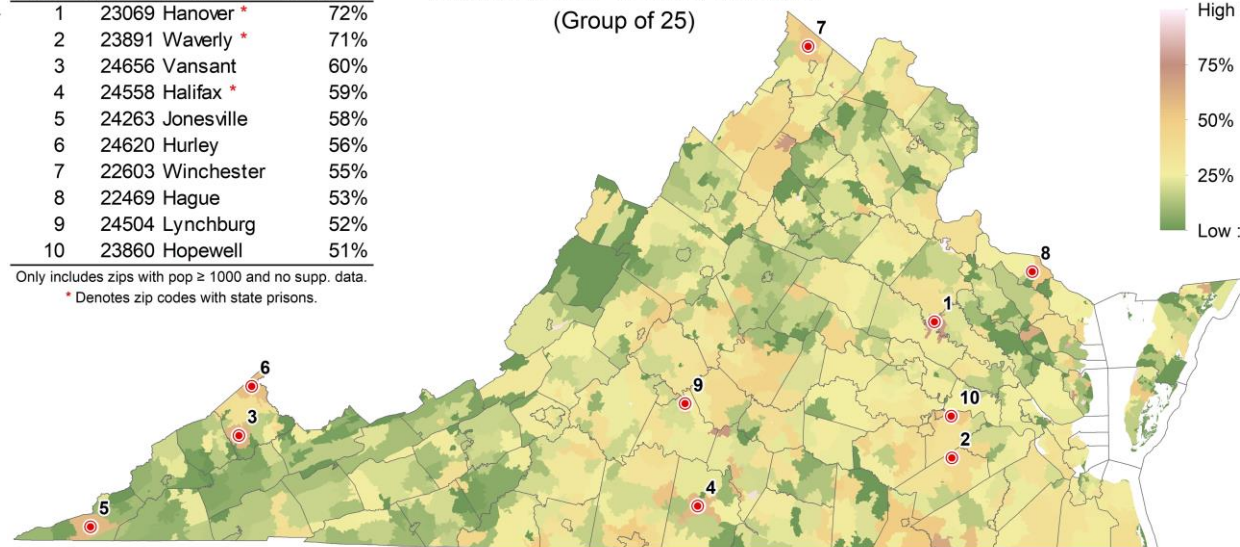 1 23069 Hanover * 72%
2 23891 Waverly * 71%
3 24656 Vansant 60%
4 24558 Halifax * 59%
5 24263 Jonesville 58%
6 24620 Hurley 56%
7 22603 Winchester 55%
8 22469 Hague 53%
9 24504 Lynchburg 52%
10 23860 Hopewell 51%
Only includes zips with pop ≥ 1000 and no supp. data.
* Denotes zip codes with state prisons.
(Group of 25)
High
75%
50%
25%
Low :
7
8
1
6
9
3
10
2
4
5